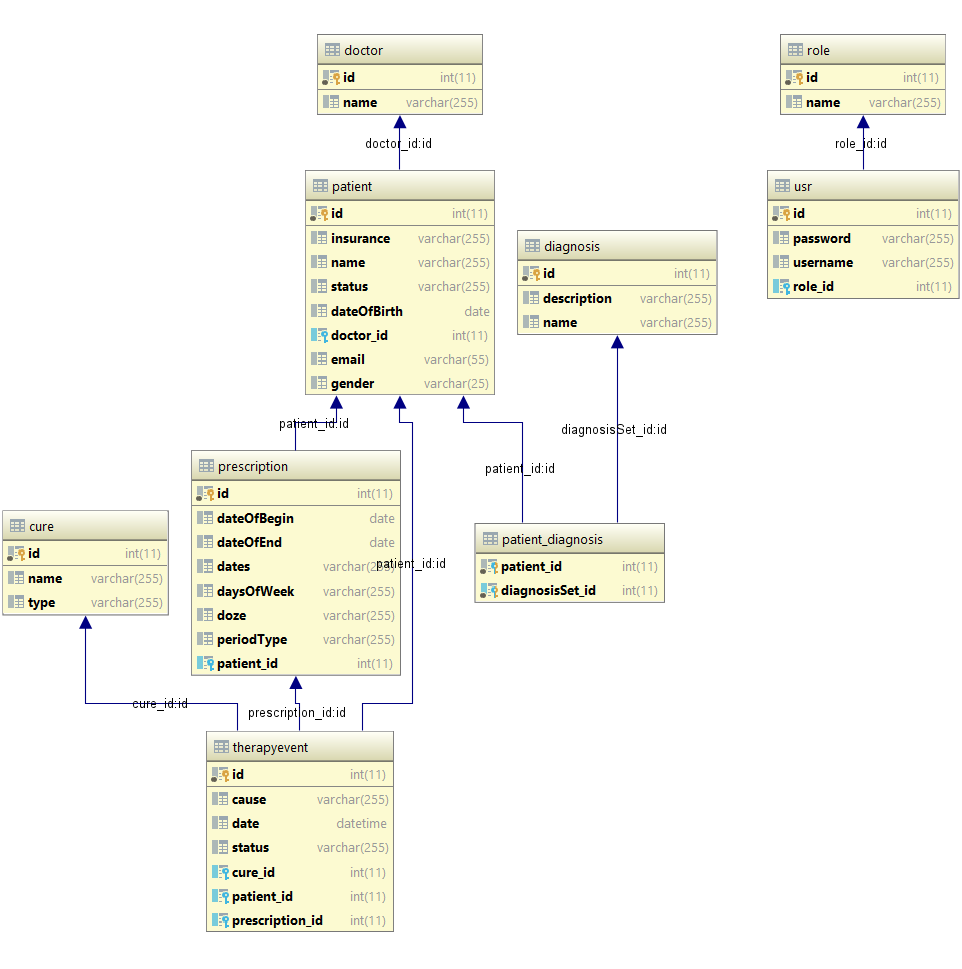 doctor
id int(11)
name varchar(255)
role
id int(11)
name varchar(255)
doctor_id:id
role_id:id
patient
id int(11)
insurance varchar(255)
name varchar(255)
status varchar(255)
dateOfBirth date
doctor_id int(11)
email varchar(55)
gender varchar(25)
usr
id int(11)
password varchar(255)
username varchar(255)
role_id int(11)
diagnosis
id int(11)
description varchar(255)
name varchar(255)
patient_id:id
diagnosisSet_id:id
patient_id:id
prescription
id int(11)
dateOfBegin date
dateOfEnd date
dates varchar(255)
daysOfWeek varchar(255)
doze varchar(255)
periodType varchar(255)
patient_id int(11)
patient_id:id
cure
id int(11)
name varchar(255)
type varchar(255)
patient_diagnosis
patient_id int(11)
diagnosisSet_id int(11)
cure_id:id
prescription_id:id
therapyevent
id int(11)
cause varchar(255)
date datetime
status varchar(255)
cure_id int(11)
patient_id int(11)
prescription_id int(11)